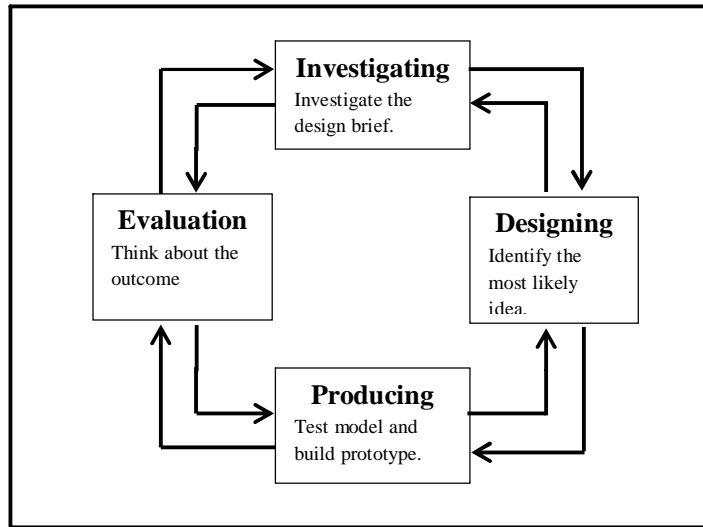 Investigating
Investigate the
design brief.
Evaluation
Think about the
outcome
Designing
Identify the
most likely
idea.
Producing
Test model and
build prototype.